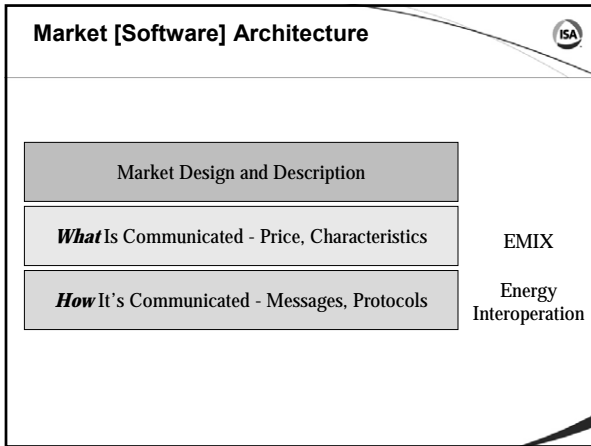 Market [Software] Architecture
ISA
Market Design and Description
What Is Communicated - Price, Characteristics
EMIX
How It's Communicated - Messages, Protocols
Energy
Interoperation